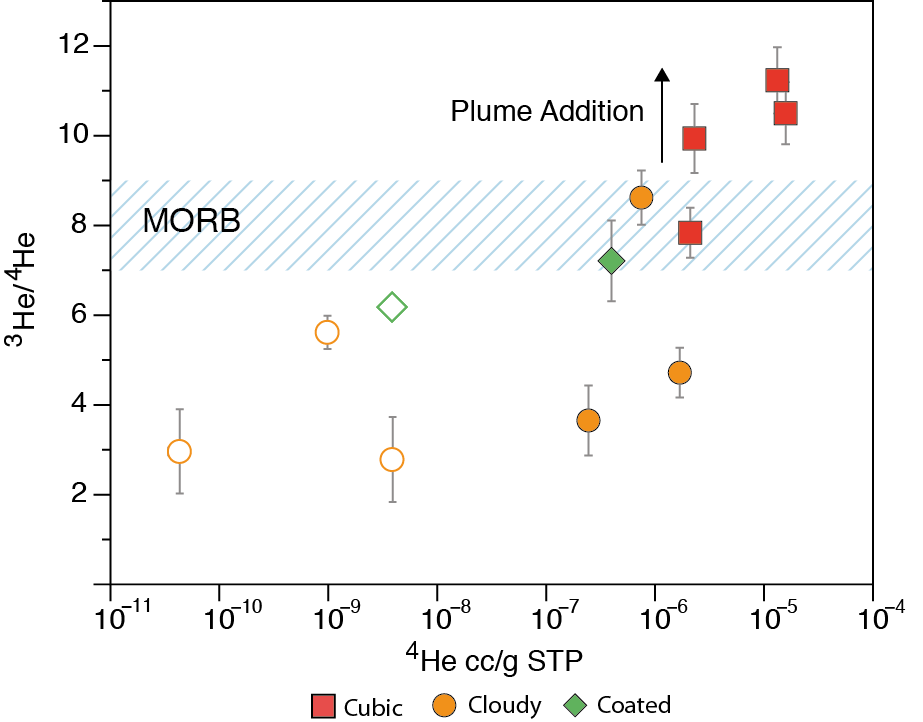 12
10
8
6
4
2
³He/⁴He
Plume Addition
MORB
10⁻¹¹ 10⁻¹⁰ 10⁻⁹ 10⁻⁸ 10⁻⁷ 10⁻⁶ 10⁻⁵ 10⁻⁴
⁴He cc/g STP
Cubic Cloudy Coated